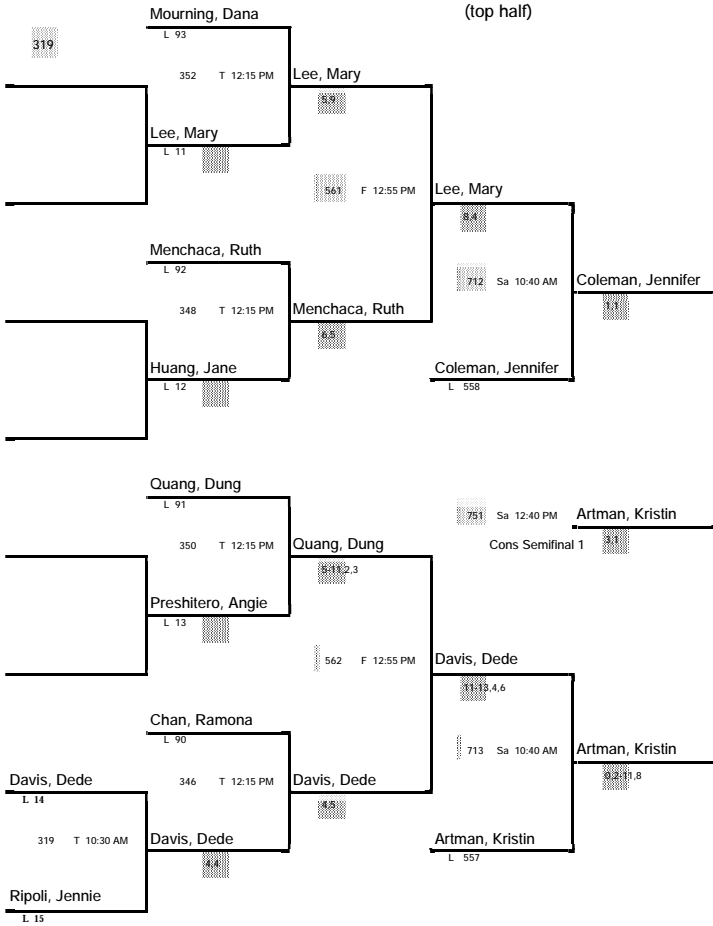 Mourning, Dana
(top half)
L 93
319
352 T 12:15 PM
Lee, Mary
5,9
Lee, Mary
L 11
561 F 12:55 PM
Lee, Mary
8,4
Menchaca, Ruth
L 92
712 Sa 10:40 AM
Coleman, Jennifer
1,1
348 T 12:15 PM
Menchaca, Ruth
6,5
Huang, Jane
L 12
Coleman, Jennifer
L 558
Quang, Dung
L 91
751 Sa 12:40 PM
Artman, Kristin
3,1
Cons Semifinal 1
350 T 12:15 PM
Quang, Dung
5-11,2,3
Preshitero, Angie
L 13
562 F 12:55 PM
Davis, Dede
11-13,4,6
Chan, Ramona
L 90
713 Sa 10:40 AM
Artman, Kristin
0,2-11,8
Davis, Dede
L 14
346 T 12:15 PM
Davis, Dede
4,5
319 T 10:30 AM
Davis, Dede
4,4
Artman, Kristin
L 557
Ripoli, Jennie
L 15